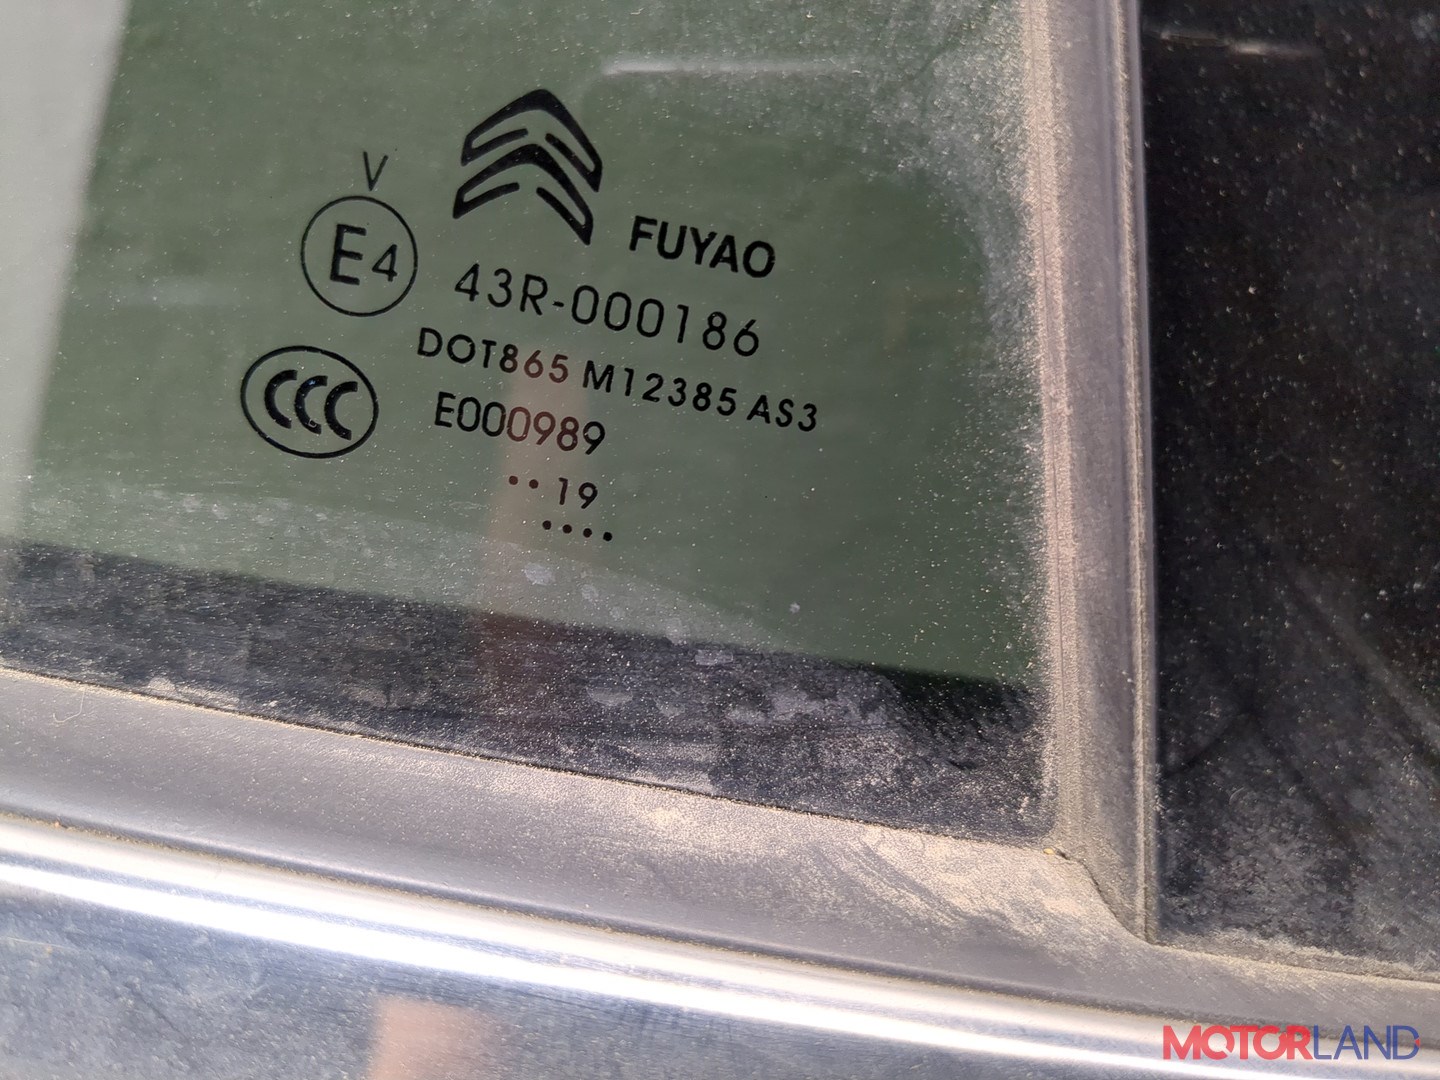 V
E4
FUYAO
43R-000186
DOT865 M12385 AS3
CCC
E000989
..19
....
MOTORLAND